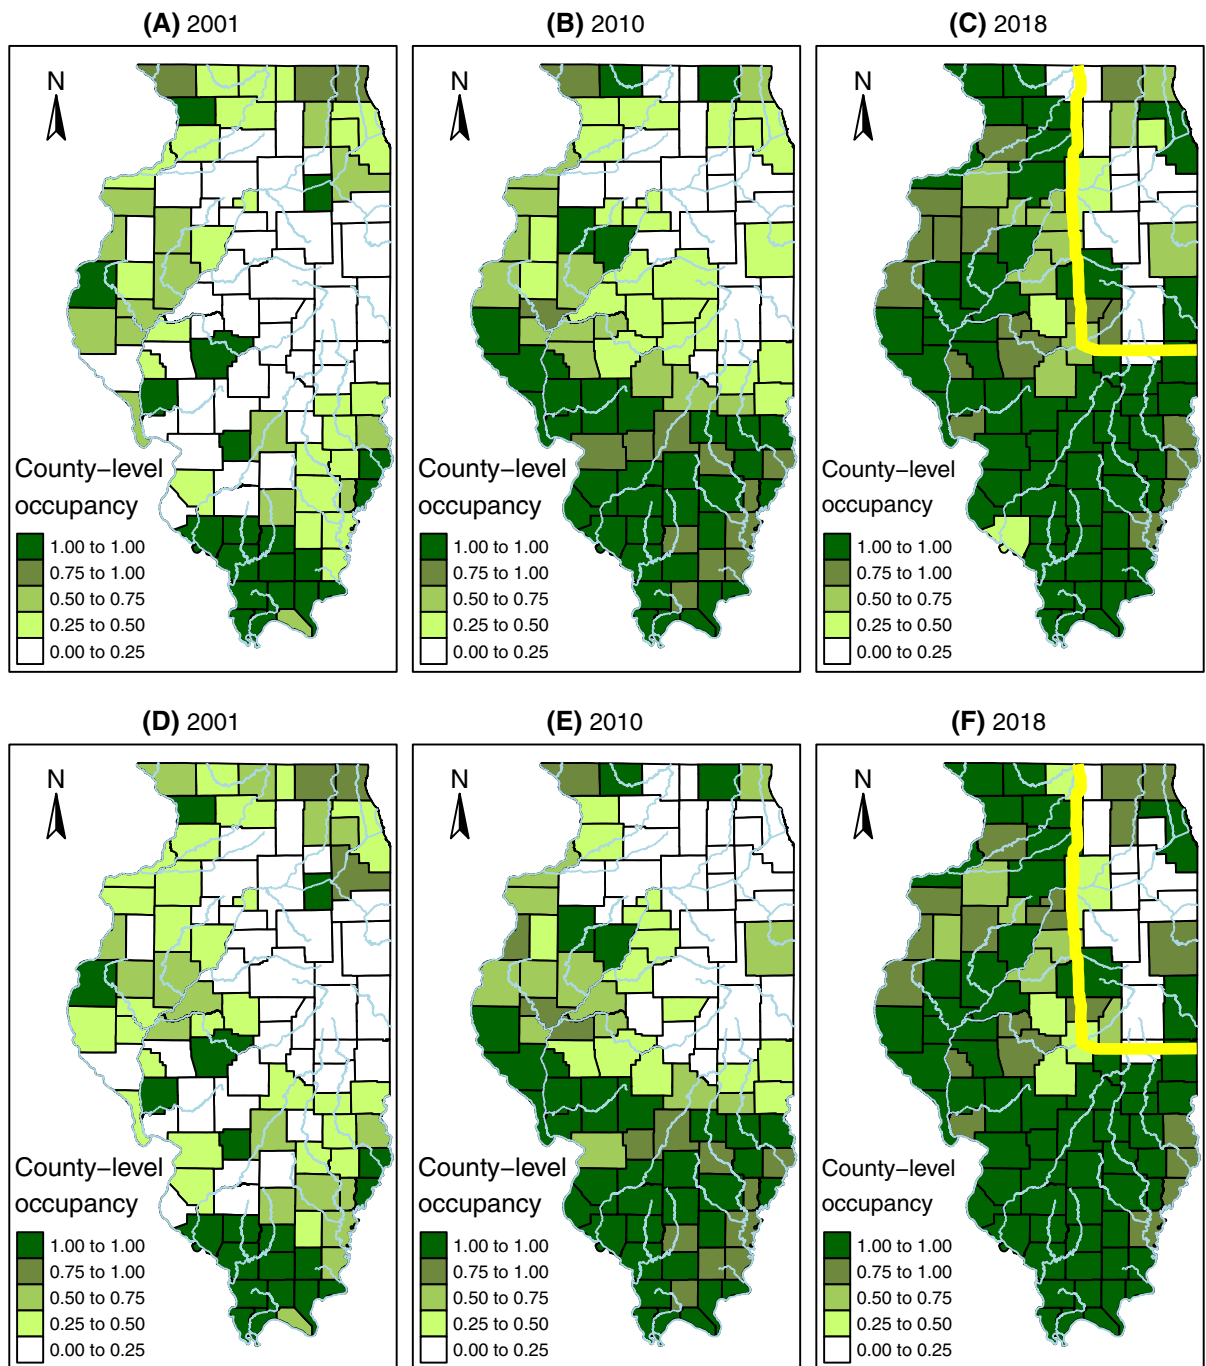 (A) 2001
(B) 2010
(C) 2018
N
County-level
occupancy
1.00 to 1.00
0.75 to 1.00
0.50 to 0.75
0.25 to 0.50
0.00 to 0.25
N
County-level
occupancy
1.00 to 1.00
0.75 to 1.00
0.50 to 0.75
0.25 to 0.50
0.00 to 0.25
N
County-level
occupancy
1.00 to 1.00
0.75 to 1.00
0.50 to 0.75
0.25 to 0.50
0.00 to 0.25
(D) 2001
(E) 2010
(F) 2018
N
County-level
occupancy
1.00 to 1.00
0.75 to 1.00
0.50 to 0.75
0.25 to 0.50
0.00 to 0.25
N
County-level
occupancy
1.00 to 1.00
0.75 to 1.00
0.50 to 0.75
0.25 to 0.50
0.00 to 0.25
N
County-level
occupancy
1.00 to 1.00
0.75 to 1.00
0.50 to 0.75
0.25 to 0.50
0.00 to 0.25